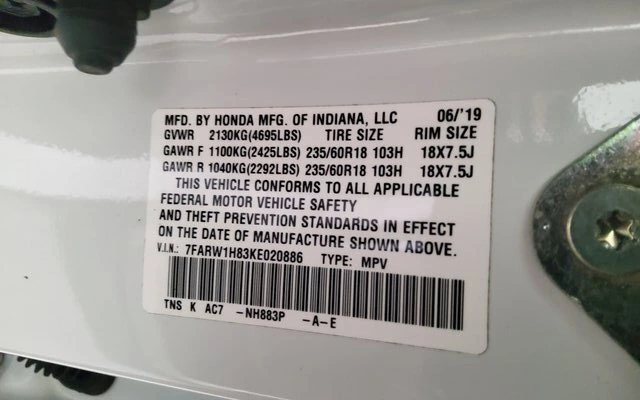 MFD. BY HONDA MFG. OF INDIANA, LLC 06/'19
GVWR 2130KG(4695LBS) TIRE SIZE RIM SIZE
GAWR F 1100KG(2425LBS) 235/60R18 103H 18X7.5J
GAWR R 1040KG(2292LBS) 235/60R18 103H 18X7.5J
THIS VEHICLE CONFORMS TO ALL APPLICABLE
FEDERAL MOTOR VEHICLE SAFETY
AND THEFT PREVENTION STANDARDS IN EFFECT
ON THE DATE OF MANUFACTURE SHOWN ABOVE.
V.I.N.: 7FARW1H83KE020886 TYPE: MPV
TNS K AC7 -NH883P -A-E